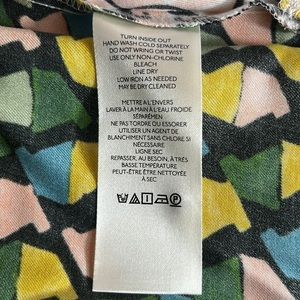 TURN INSIDE OUT
HAND WASH COLD SEPARATELY
DO NOT WRING OR TWIST
USE ONLY NON-CHLORINE
BLEACH
LINE DRY
LOW IRON AS NEEDED
MAY BE DRY CLEANED
METTRE A L'ENVERS
LAVER À LA MAIN À L'EAU FROIDE
SÉPARÉMEN
NE PAS TORDRE OU ESSORER
UTILISER UN AGENT DE
BLANCHIMENT SANS CHLORE SI
NÉCESSAIRE
LIGNE SEC
REPASSER, AU BESOIN, À TRÈS
BASSE TEMPÉRATURE
PEUT-ÊTRE ÊTRE NETTOYÉE
À SEC